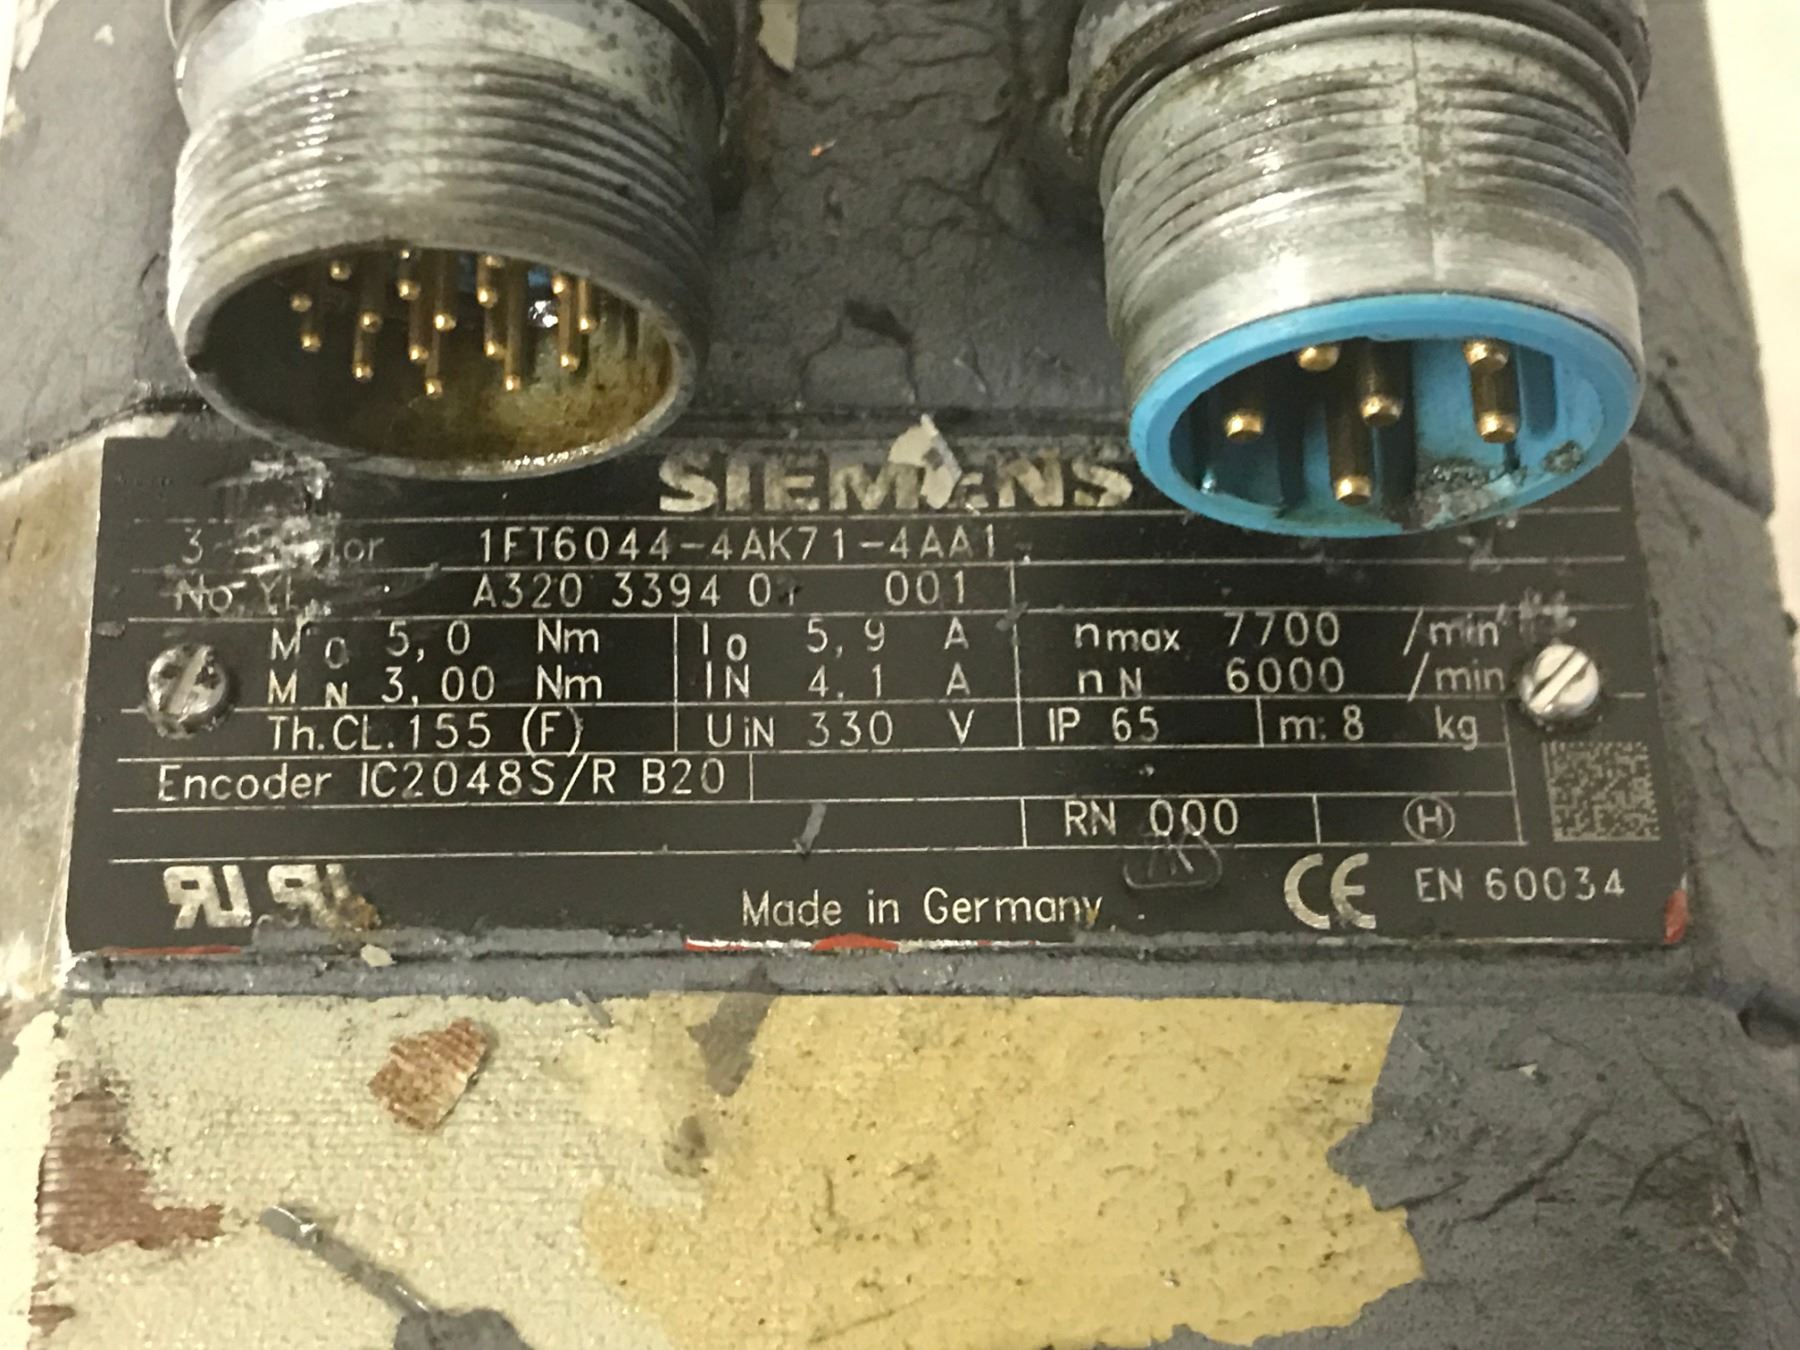 SIEMENS
1FT6044-4AK71-4AA1
A320 3394 001
M0 5,0 Nm I0 5,9 A nmax 7700 /min
MN 3,00 Nm IN 4,1 A nN 6000 /min
Th.CL.155 (F) UiN 330 V IP 65 m: 8 kg
Encoder IC2048S/R B20
RN 000 H
Made in Germany CE EN 60034